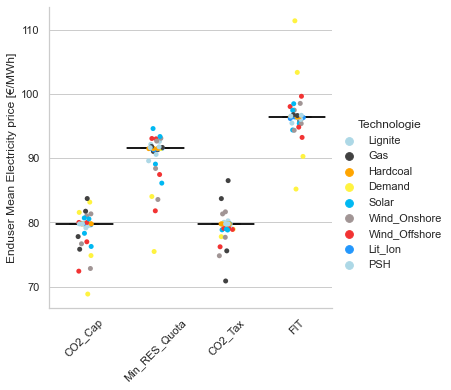 Enduser Mean Electricity price [€/MWh]
110
100
90
80
70
CO2_Cap
Min_RES_Quota
CO2_Tax
FIT
Technologie
Lignite
Gas
Hardcoal
Demand
Solar
Wind_Onshore
Wind_Offshore
Lit_Ion
PSH